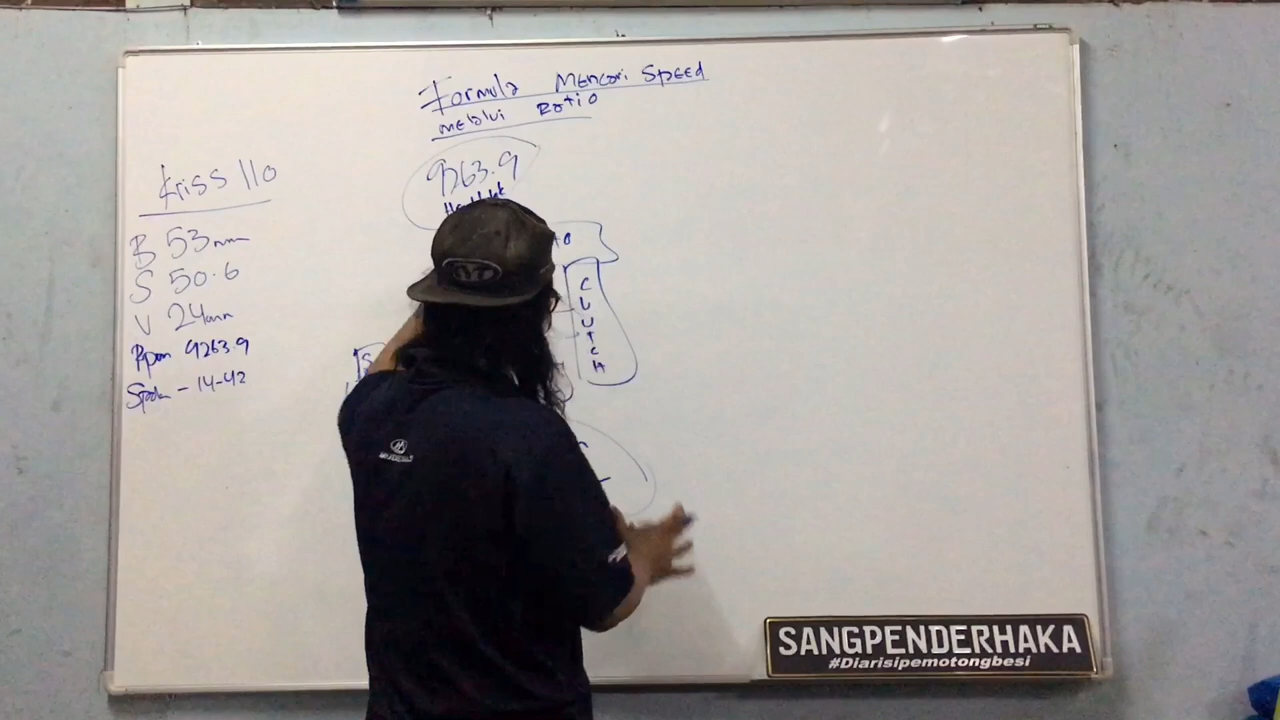 Formula Mencari Speed
melalui Ratio
9263.9
Kriss 110
B 53mm
S 50.6
V 24mm
Rpm 9263.9
- 14-42
CLUTCH
SANGPENDERHAKA
#Diarisipemotongbesi